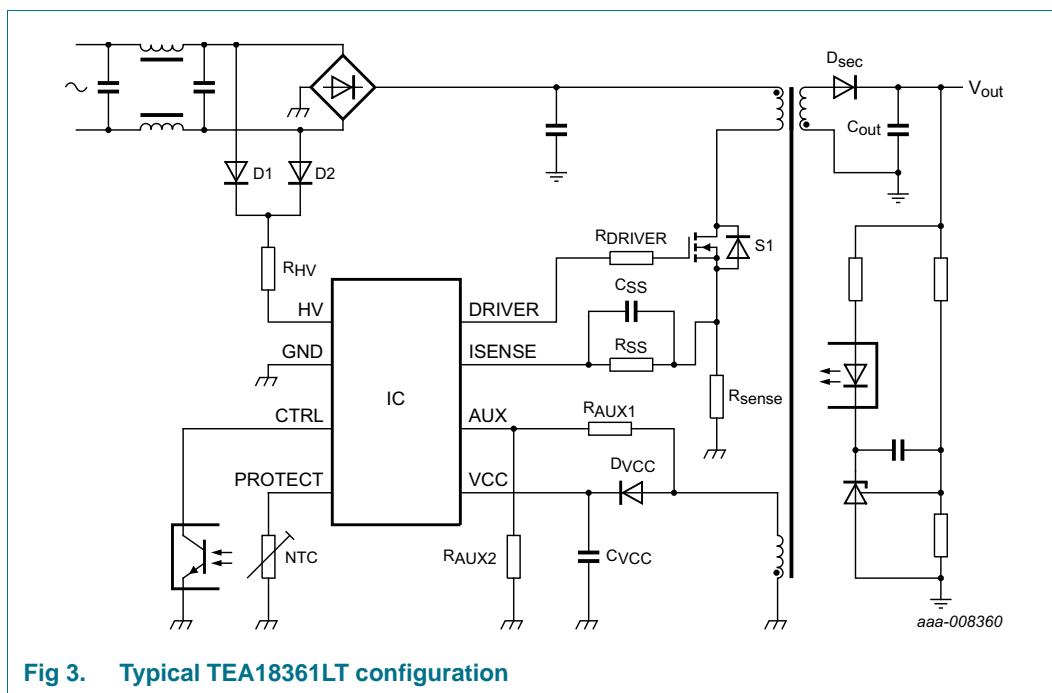 Dsec
Vout
Cout
D1
D2
RDRIVER
S1
RHV
CSS
HV
DRIVER
RSS
GND
ISENSE
IC
Rsense
CTRL
AUX
RAUX1
DVCC
PROTECT
VCC
NTC
RAUX2
CVCC
aaa-008360
Fig 3. Typical TEA18361LT configuration